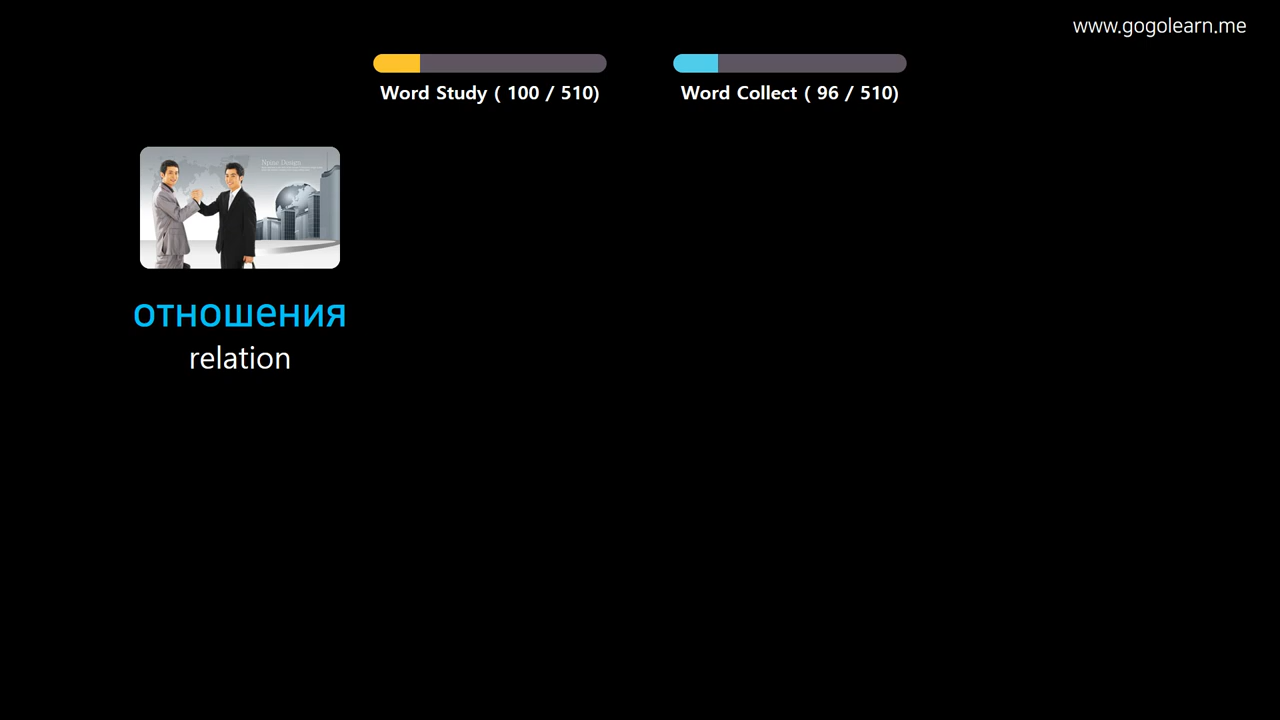 www.gogolearn.me
Word Study ( 100 / 510)
Word Collect ( 96 / 510)
отношения
relation